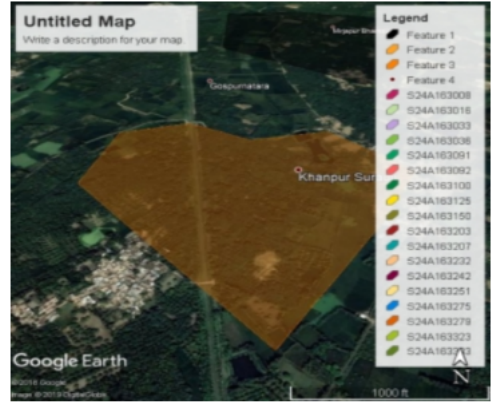 Untitled Map
Write a description for your map.
Legend
Feature 1
Feature 2
Feature 3
Feature 4
S24A163008
S24A163016
S24A163033
S24A163036
S24A163091
S24A163092
S24A163100
S24A163125
S24A163150
S24A163203
S24A163207
S24A163232
S24A163242
S24A163251
S24A163275
S24A163279
S24A163323
Khanpur Sur
Google Earth
© 2018 Google
N
1000 ft